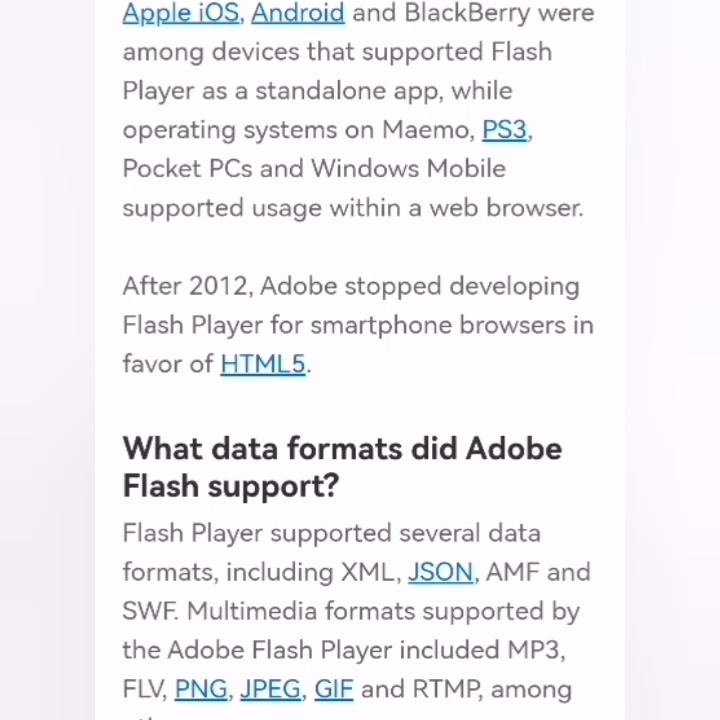 Apple iOS, Android and BlackBerry were
among devices that supported Flash
Player as a standalone app, while
operating systems on Maemo, PS3,
Pocket PCs and Windows Mobile
supported usage within a web browser.
After 2012, Adobe stopped developing
Flash Player for smartphone browsers in
favor of HTML5.
What data formats did Adobe
Flash support?
Flash Player supported several data
formats, including XML, JSON, AMF and
SWF. Multimedia formats supported by
the Adobe Flash Player included MP3,
FLV, PNG, JPEG, GIF and RTMP, among